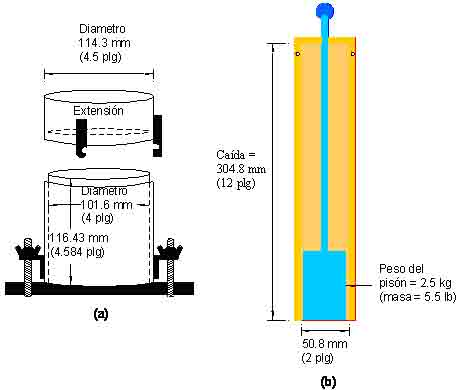 Diametro
114.3 mm
(4.5 plg)
Extensión
Diametro
101.6 mm
(4 plg)
116.43 mm
(4.584 plg)
(a)
Caída =
304.8 mm
(12 plg)
Peso del
pisón = 2.5 kg
(masa = 5.5 lb)
50.8 mm
(2 plg)
(b)